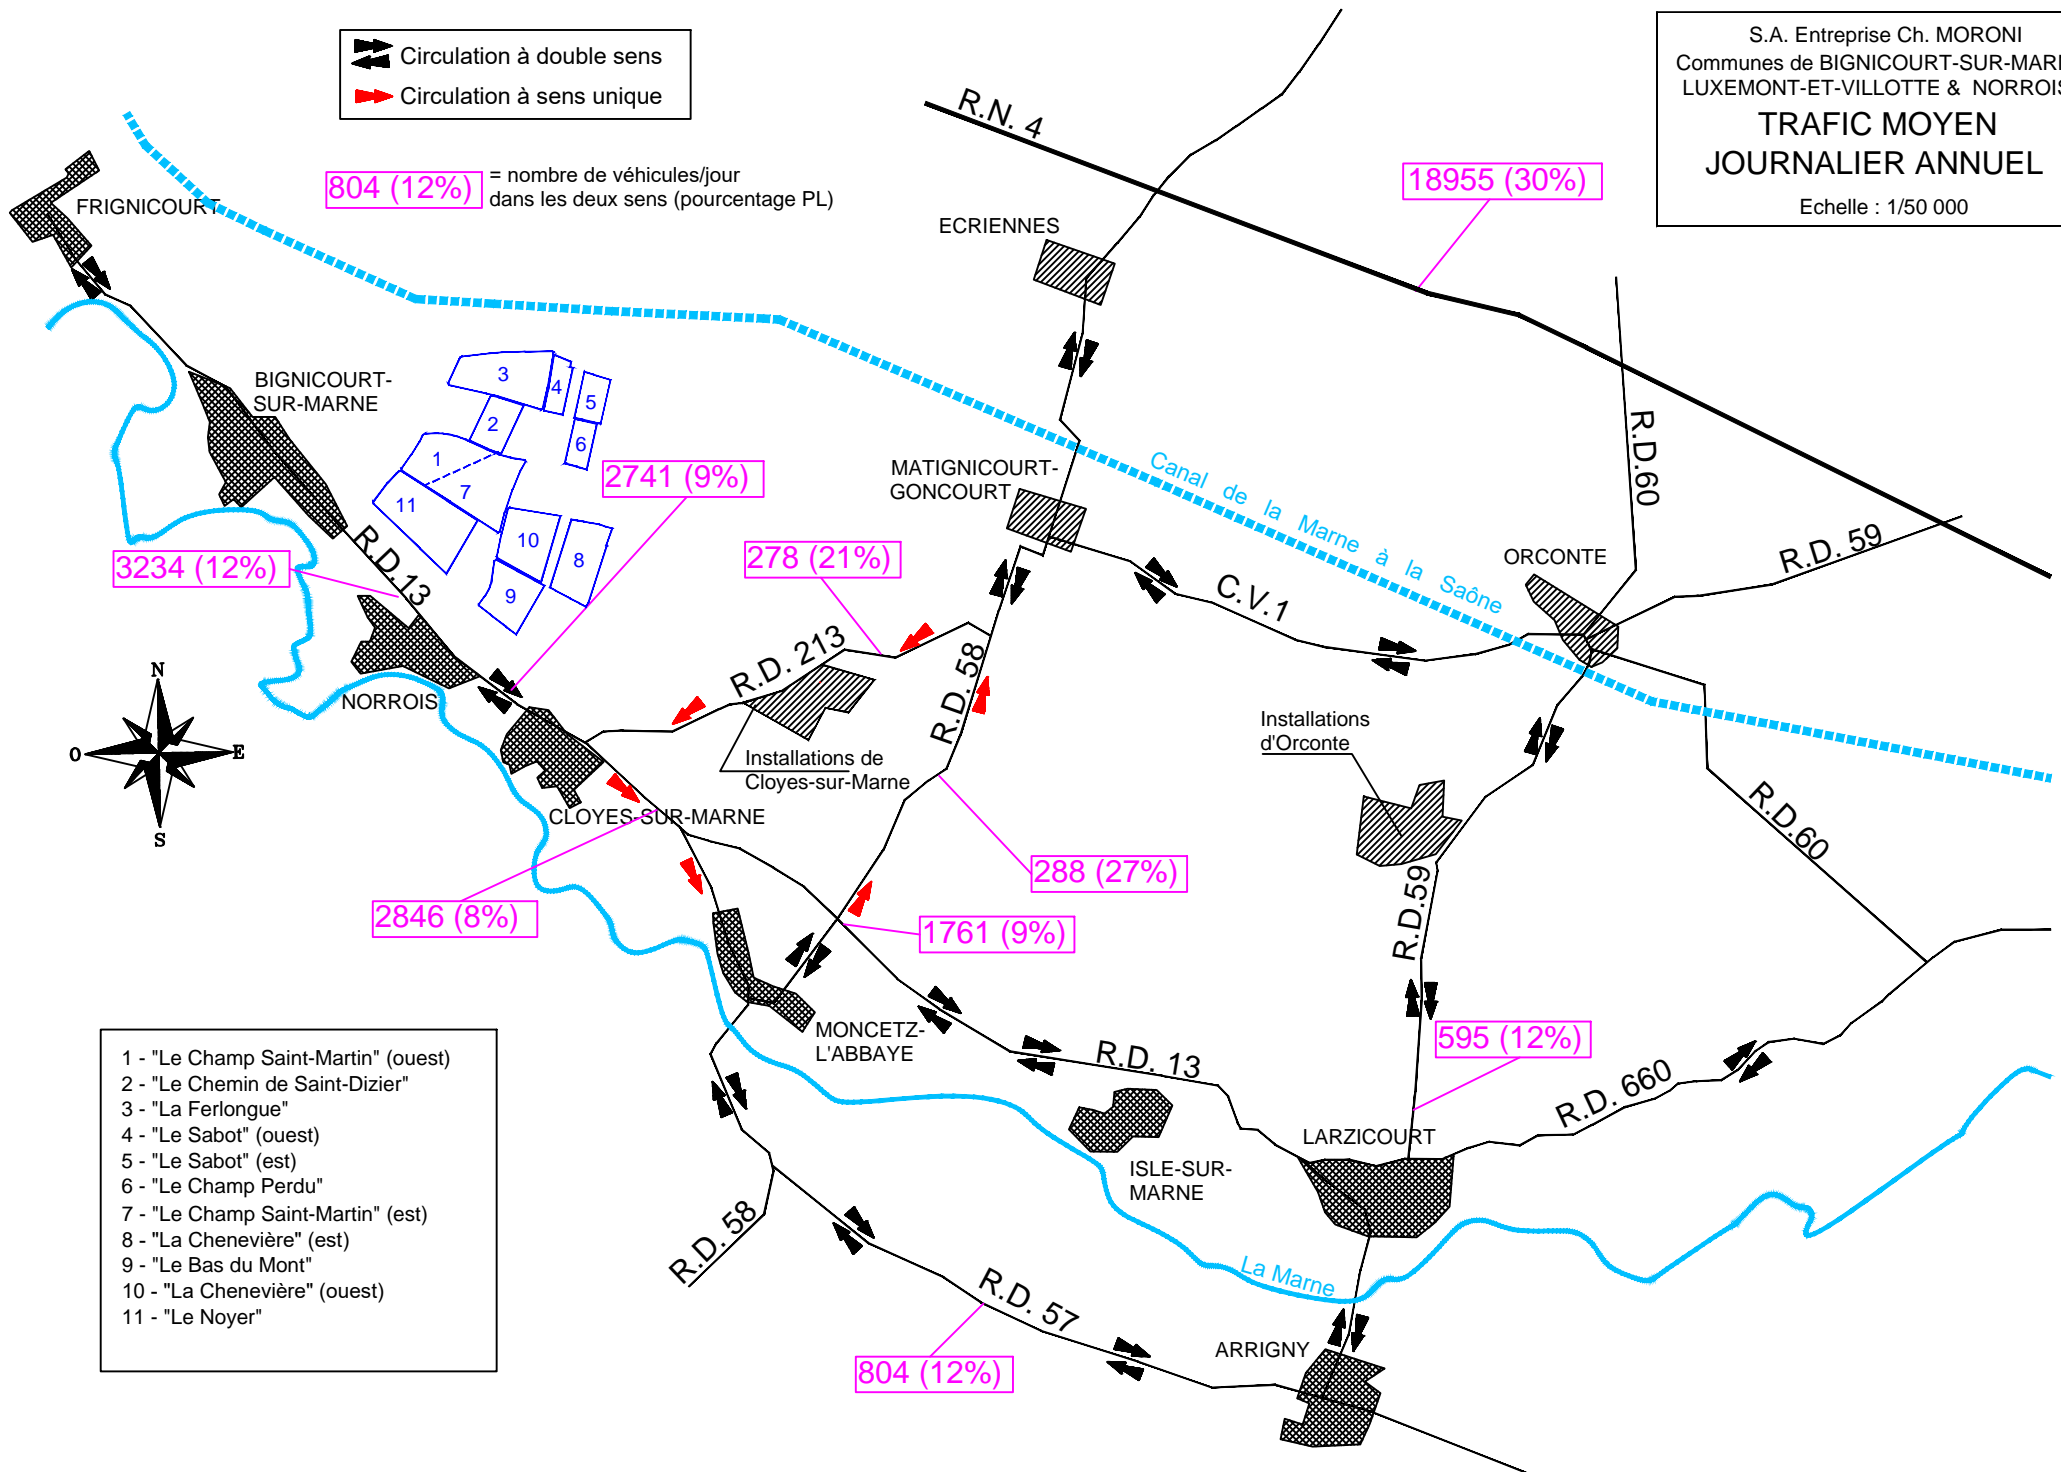 Circulation à double sens
Circulation à sens unique
804 (12%)
= nombre de véhicules/jour
dans les deux sens (pourcentage PL)
S.A. Entreprise Ch. MORONI
Communes de BIGNICOURT-SUR-MARN
LUXEMONT-ET-VILLOTTE & NORROIS
TRAFIC MOYEN
JOURNALIER ANNUEL
Echelle : 1/50 000
R.N. 4
18955 (30%)
FRIGNICOURT
ECRIENNES
BIGNICOURT-
SUR-MARNE
3
4
5
2
6
1
7
11
10
8
9
2741 (9%)
MATIGNICOURT-
GONCOURT
R.D.60
Canal de la Marne à la Saône
R.D. 59
ORCONTE
3234 (12%)
R.D.13
278 (21%)
C.V.1
R.D. 213
R.D. 58
NORROIS
N
O
E
S
Installations de
Cloyes-sur-Marne
Installations
d'Orconte
CLOYES-SUR-MARNE
R.D.60
288 (27%)
2846 (8%)
1761 (9%)
R.D.59
MONCETZ-
L'ABBAYE
R.D. 13
595 (12%)
R.D. 660
1 - "Le Champ Saint-Martin" (ouest)
2 - "Le Chemin de Saint-Dizier"
3 - "La Ferlongue"
4 - "Le Sabot" (ouest)
5 - "Le Sabot" (est)
6 - "Le Champ Perdu"
7 - "Le Champ Saint-Martin" (est)
8 - "La Chenevière" (est)
9 - "Le Bas du Mont"
10 - "La Chenevière" (ouest)
11 - "Le Noyer"
LARZICOURT
ISLE-SUR-
MARNE
R.D. 58
La Marne
R.D. 57
ARRIGNY
804 (12%)